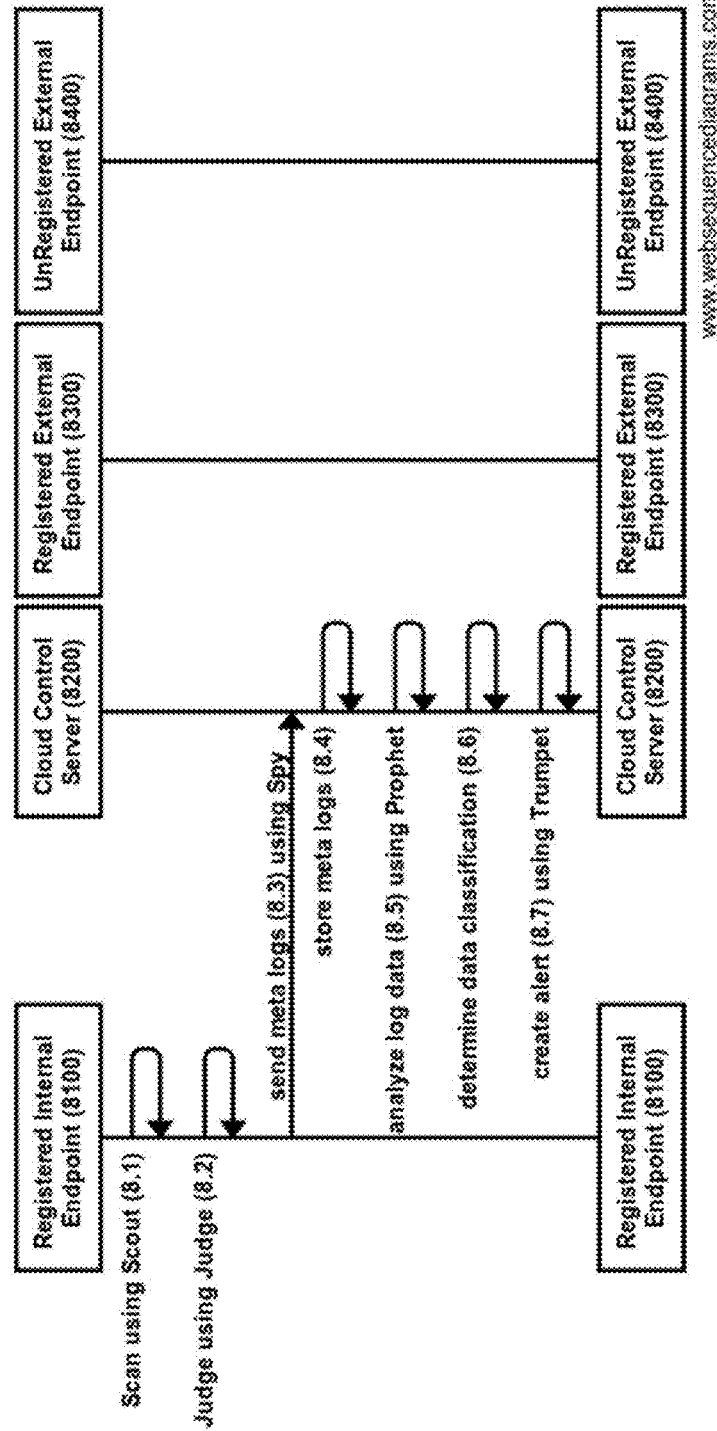 Registered Internal
Endpoint (8100)
Cloud Control
Server (8200)
Registered External
Endpoint (8300)
UnRegistered External
Endpoint (8400)
Scan using Scout (8.1)
Judge using Judge (8.2)
send meta logs (8.3) using Spy
store meta logs (8.4)
analyze log data (8.5) using Prophet
determine data classification (8.6)
create alert (8.7) using Trumpet
Registered Internal
Endpoint (8100)
Cloud Control
Server (8200)
Registered External
Endpoint (8300)
UnRegistered External
Endpoint (8400)
www.websequencediagrams.com